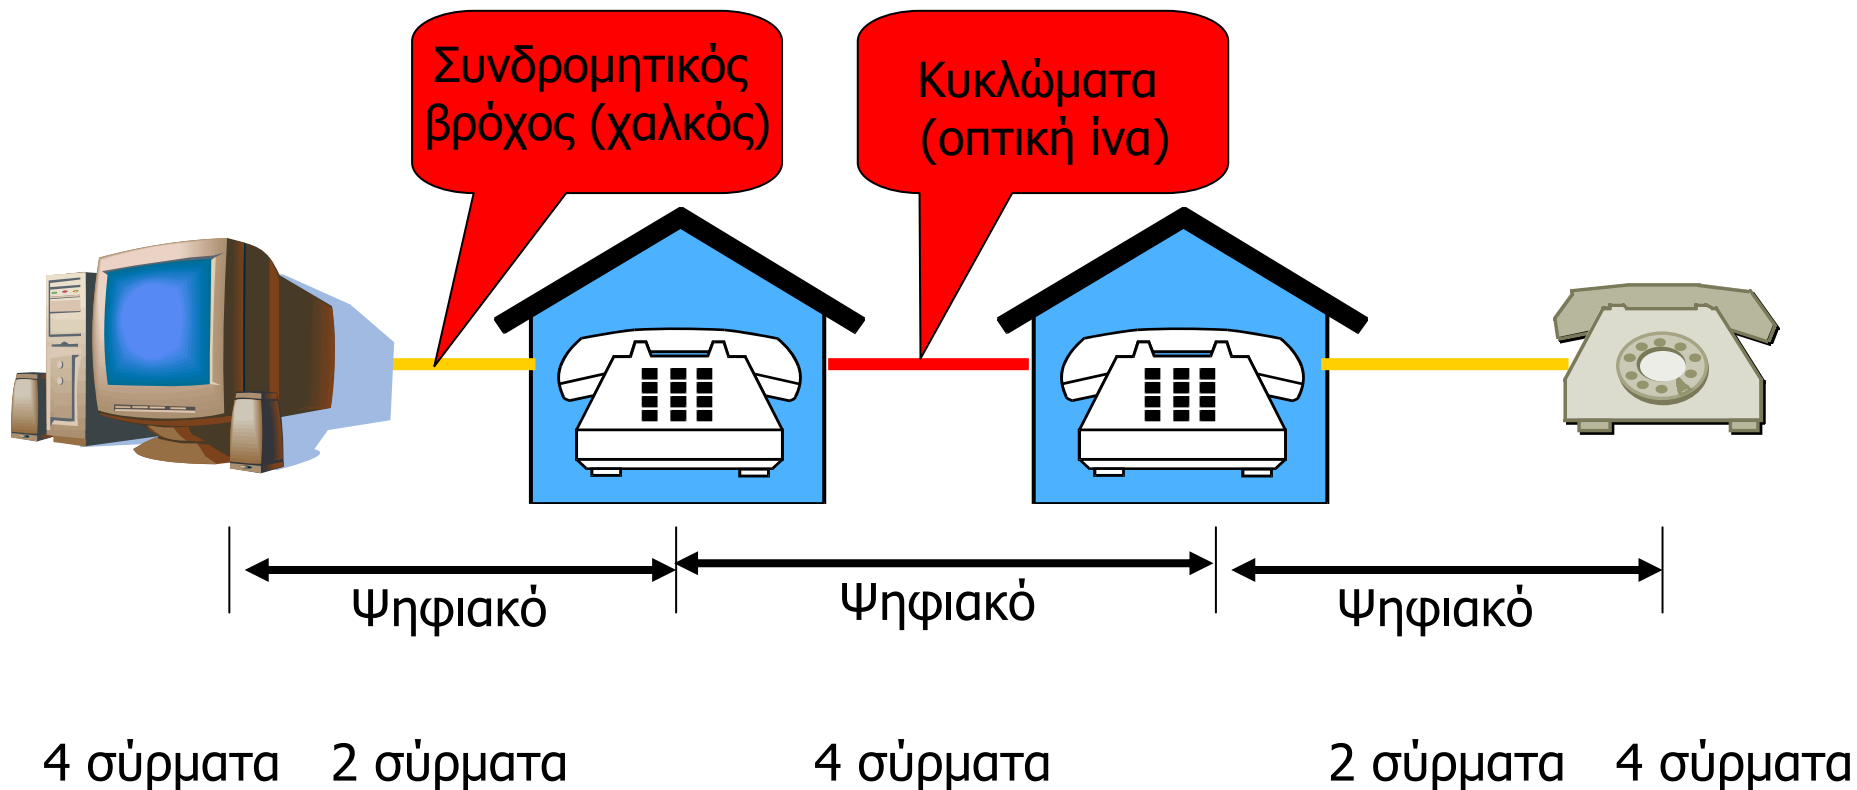 Συνδρομητικός
βρόχος (χαλκός)
Κυκλώματα
(οπτική ίνα)
Ψηφιακό
Ψηφιακό
Ψηφιακό
4 σύρματα 2 σύρματα 4 σύρματα 2 σύρματα 4 σύρματα